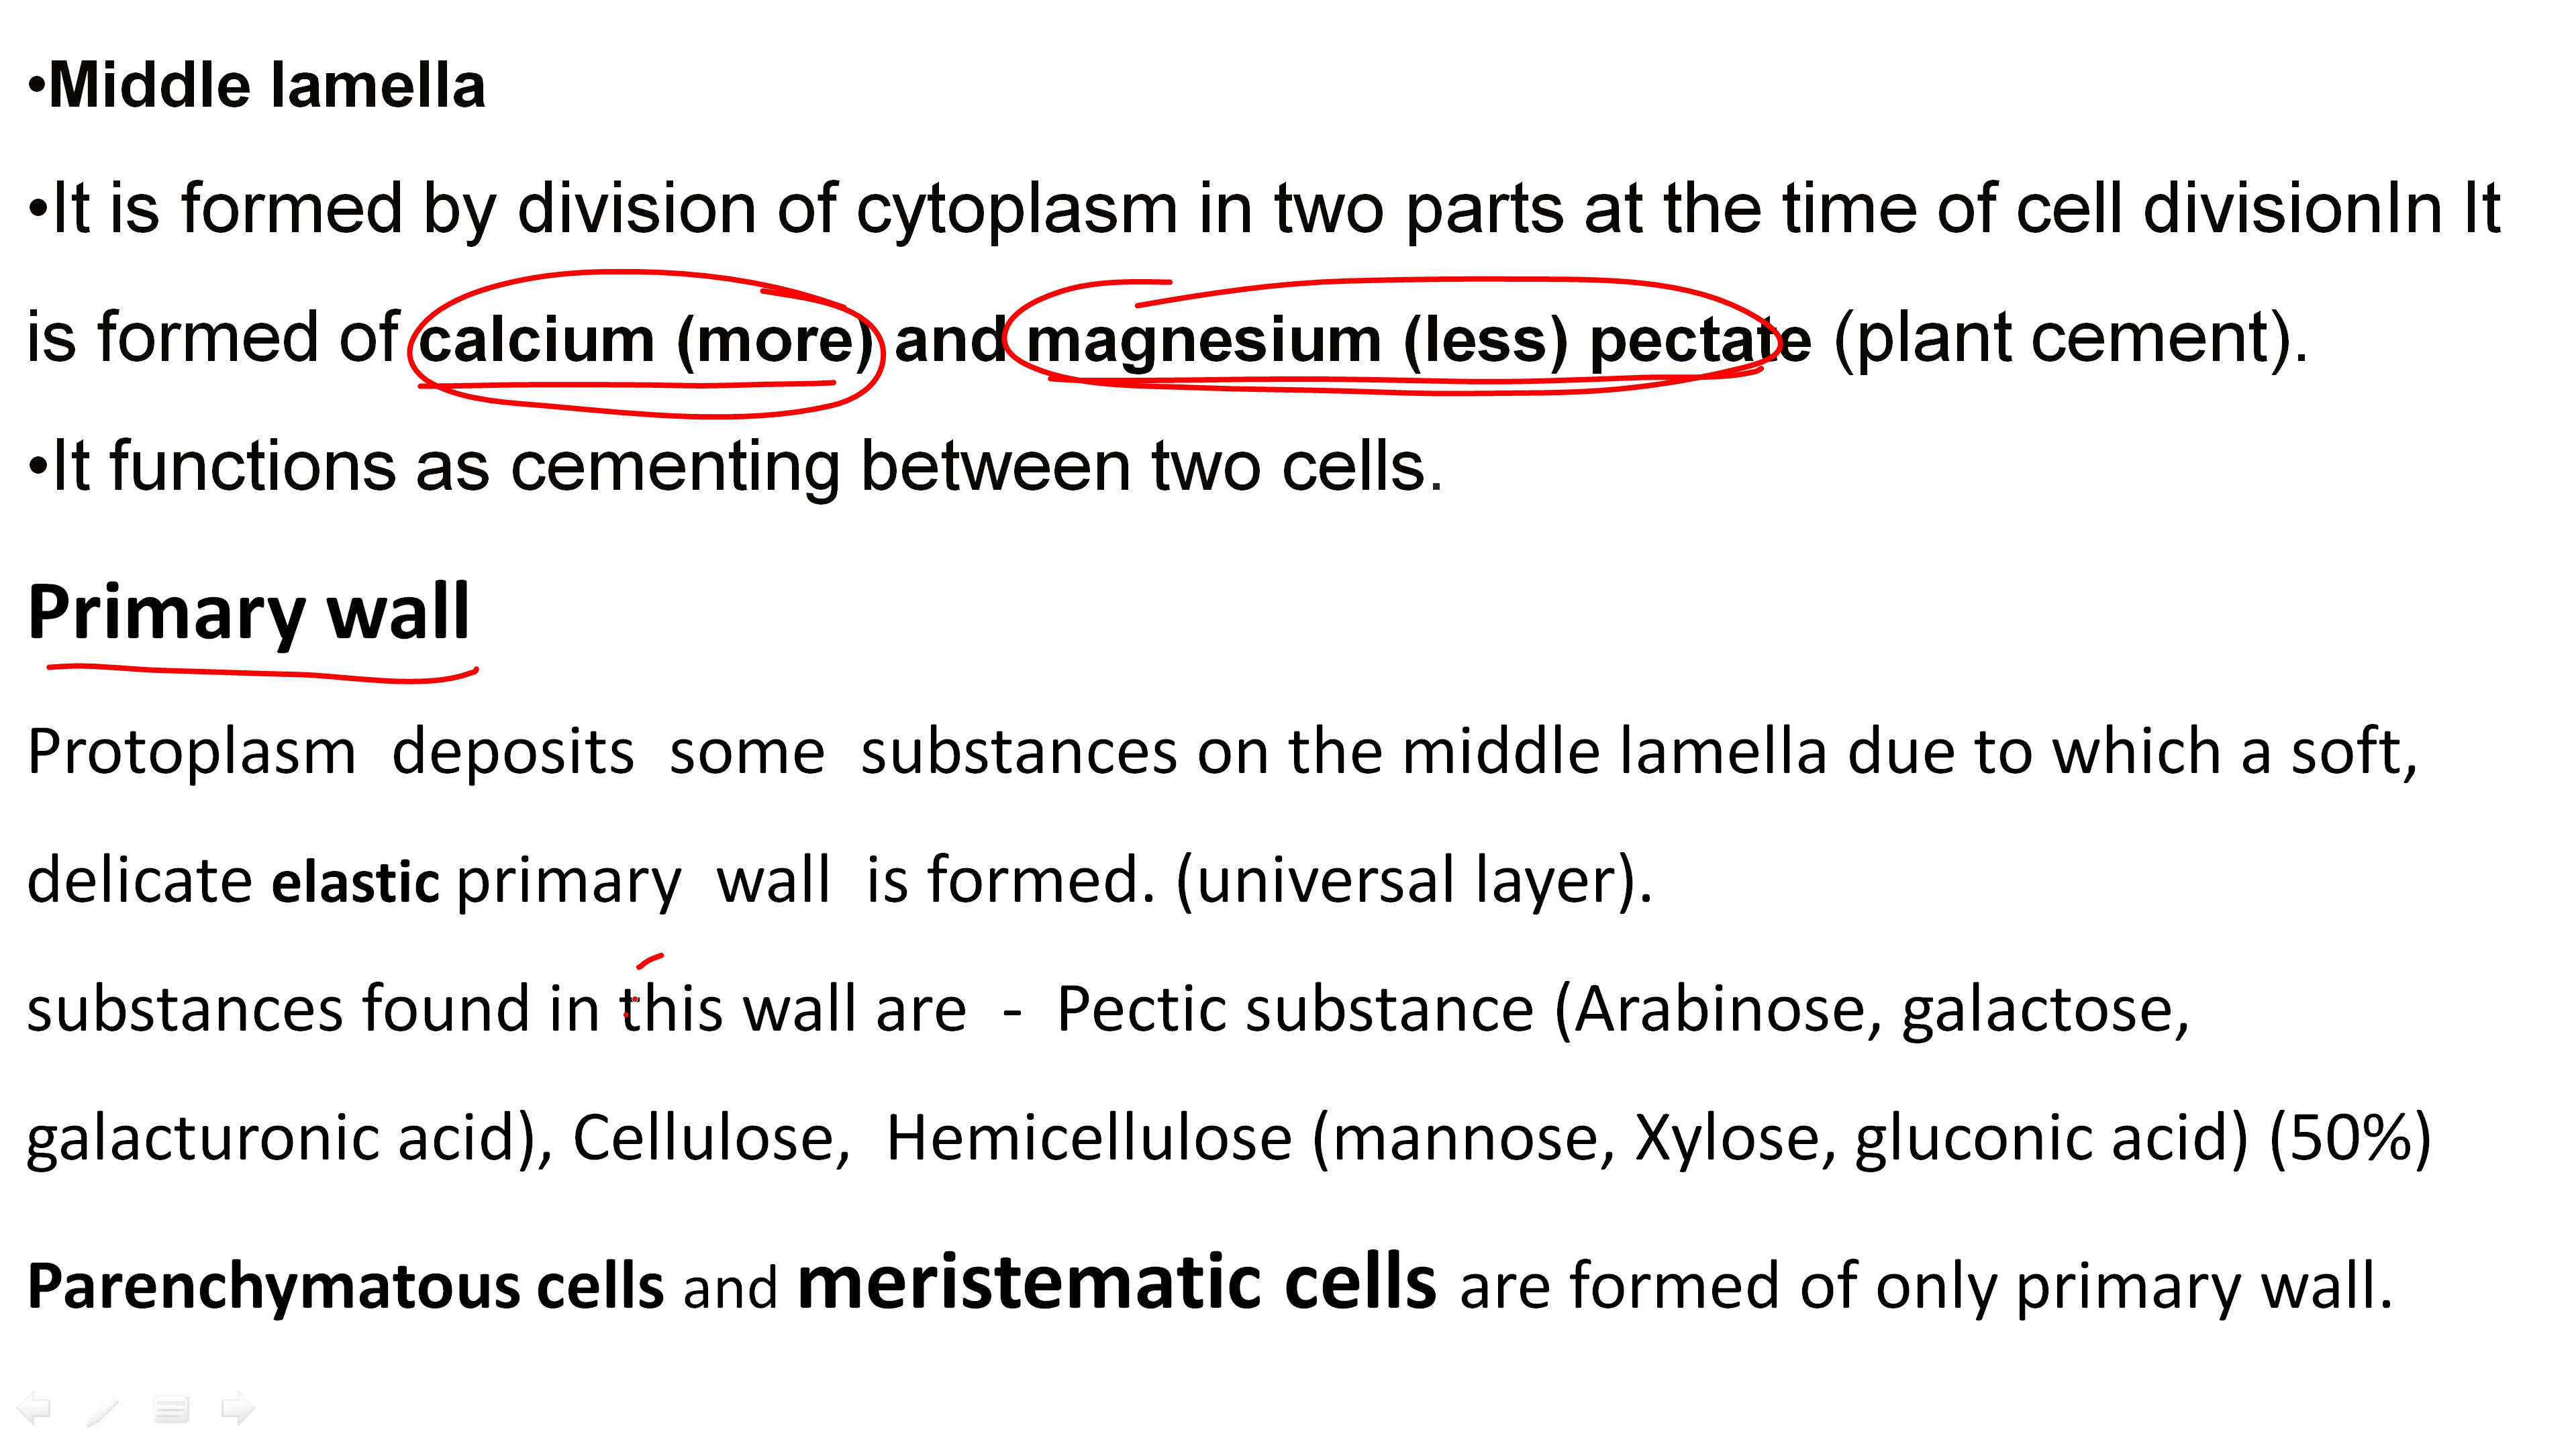 •Middle lamella
•It is formed by division of cytoplasm in two parts at the time of cell divisionIn It
is formed of calcium (more) and magnesium (less) pectate (plant cement).
•It functions as cementing between two cells.
Primary wall
Protoplasm deposits some substances on the middle lamella due to which a soft,
delicate elastic primary wall is formed. (universal layer).
substances found in this wall are - Pectic substance (Arabinose, galactose,
galacturonic acid), Cellulose, Hemicellulose (mannose, Xylose, gluconic acid) (50%)
Parenchymatous cells and meristematic cells are formed of only primary wall.